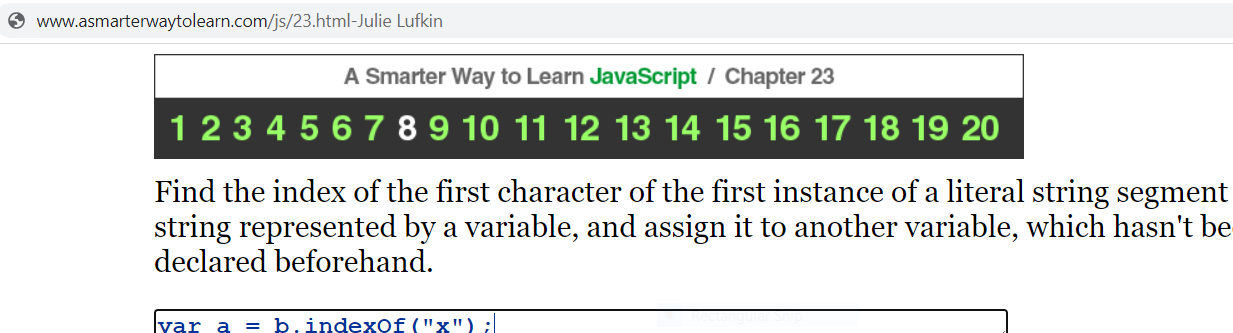 www.asmarterwaytolearn.com/js/23.html-Julie Lufkin
A Smarter Way to Learn JavaScript / Chapter 23
1 2 3 4 5 6 7 8 9 10 11 12 13 14 15 16 17 18 19 20
Find the index of the first character of the first instance of a literal string segment
string represented by a variable, and assign it to another variable, which hasn't be
declared beforehand.
var a = b.indexOf("x");
Rectangular Snip